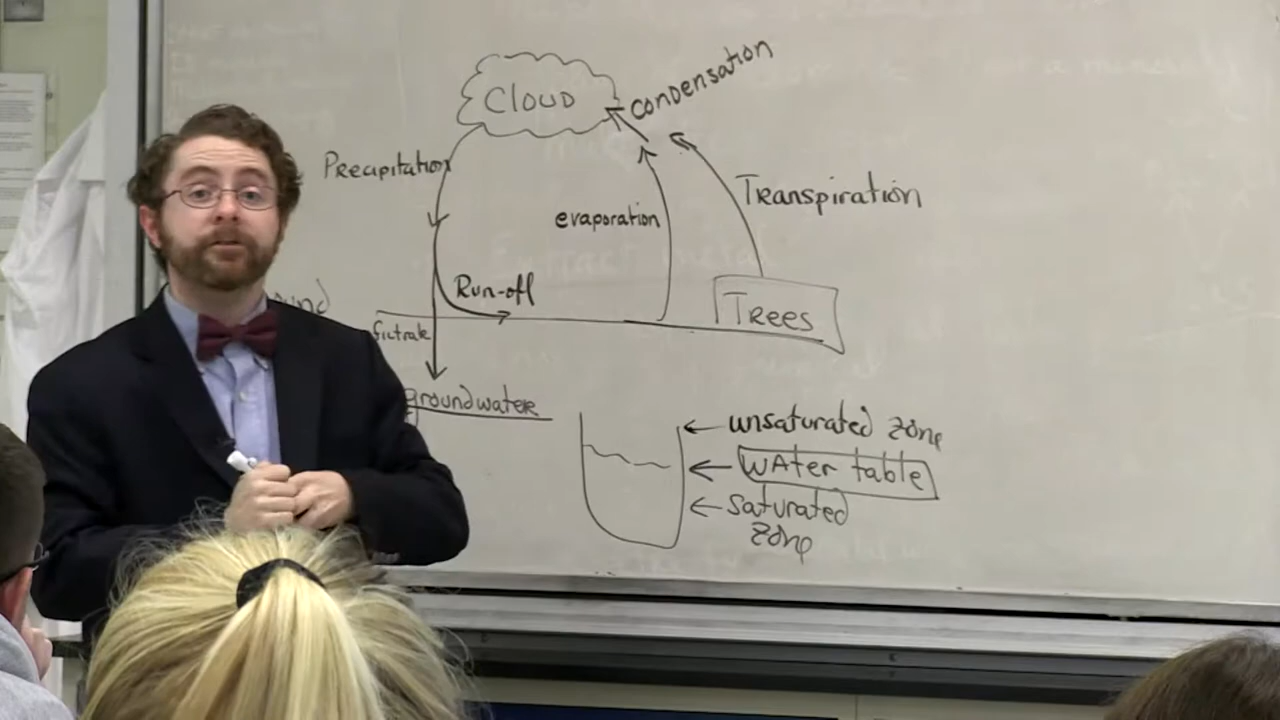 condensation
Cloud
Precipitation
Transpiration
evaporation
Run-off
Trees
groundwater
unsaturated zone
WAter table
saturated
zone